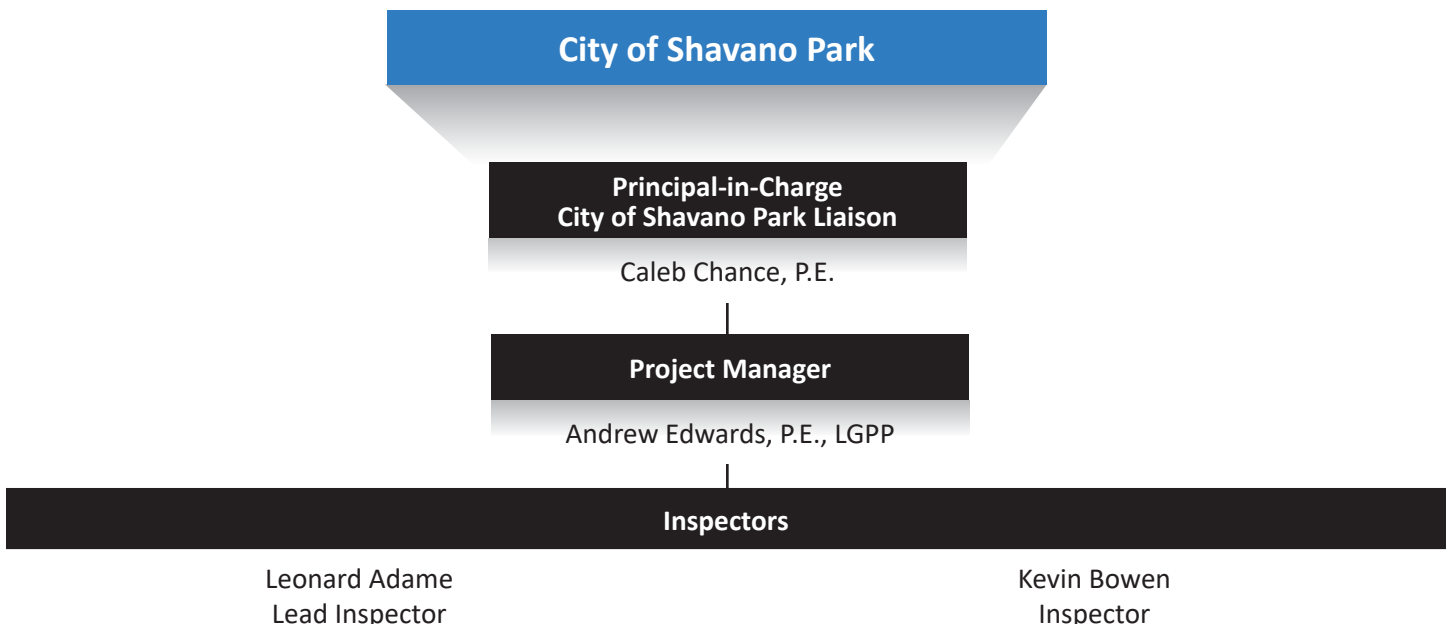 City of Shavano Park
Principal-in-Charge
City of Shavano Park Liaison
Caleb Chance, P.E.
Project Manager
Andrew Edwards, P.E., LGPP
Inspectors
Leonard Adame
Lead Inspector
Kevin Bowen
Inspector